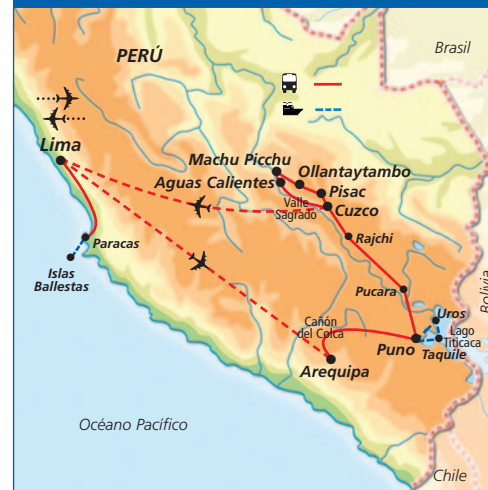 PERÚ
Brasil
Lima
Machu Picchu
Ollantaytambo
Aguas Calientes
Pisac
Valle
Sagrado
Cuzco
Paracas
Rajchi
Islas
Ballestas
Pucara
Bolivia
Uros
Cañón
del Colca
Lago
Titicaca
Puno
Taquile
Arequipa
Océano Pacífico
Chile